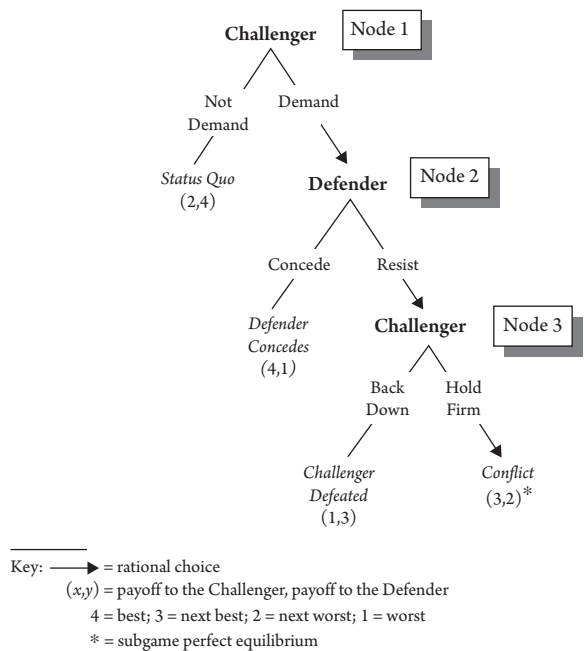 Challenger
Node 1
Not
Demand
Demand
Status Quo
(2,4)
Defender
Node 2
Concede
Resist
Defender
Concedes
(4,1)
Challenger
Node 3
Back
Down
Hold
Firm
Challenger
Defeated
(1,3)
Conflict
(3,2)*
Key: = rational choice
(x,y) = payoff to the Challenger, payoff to the Defender
4 = best; 3 = next best; 2 = next worst; 1 = worst
* = subgame perfect equilibrium